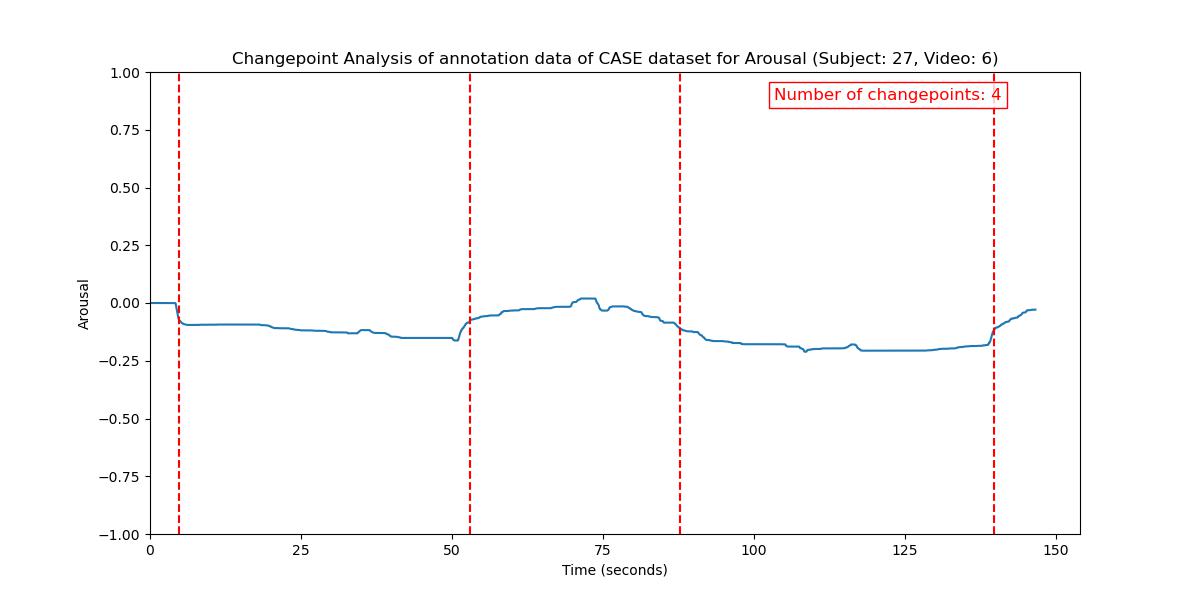 Changepoint Analysis of annotation data of CASE dataset for Arousal (Subject: 27, Video: 6)
Number of changepoints: 4
1.00
0.75
0.50
0.25
0.00
−0.25
−0.50
−0.75
−1.00
Arousal
0 25 50 75 100 125 150
Time (seconds)